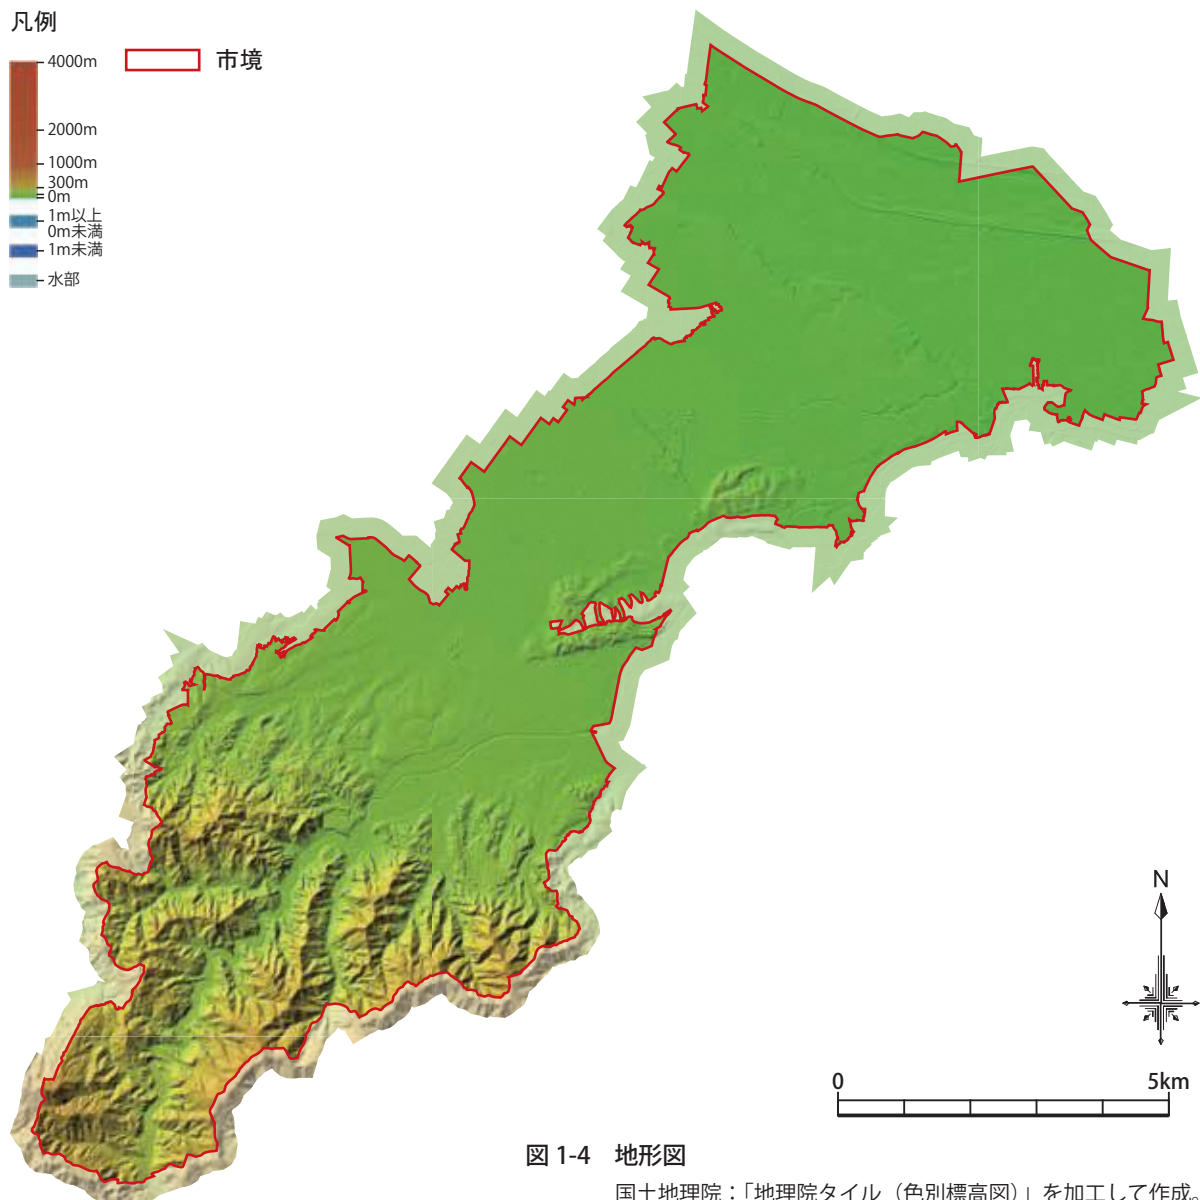 凡例
市境
4000m
2000m
1000m
300m
0m
1m以上
0m未満
1m未満
水部
N
0 5km
図 1-4 地形図
国土地理院：「地理院タイル（色別標高図）」を加工して作成。